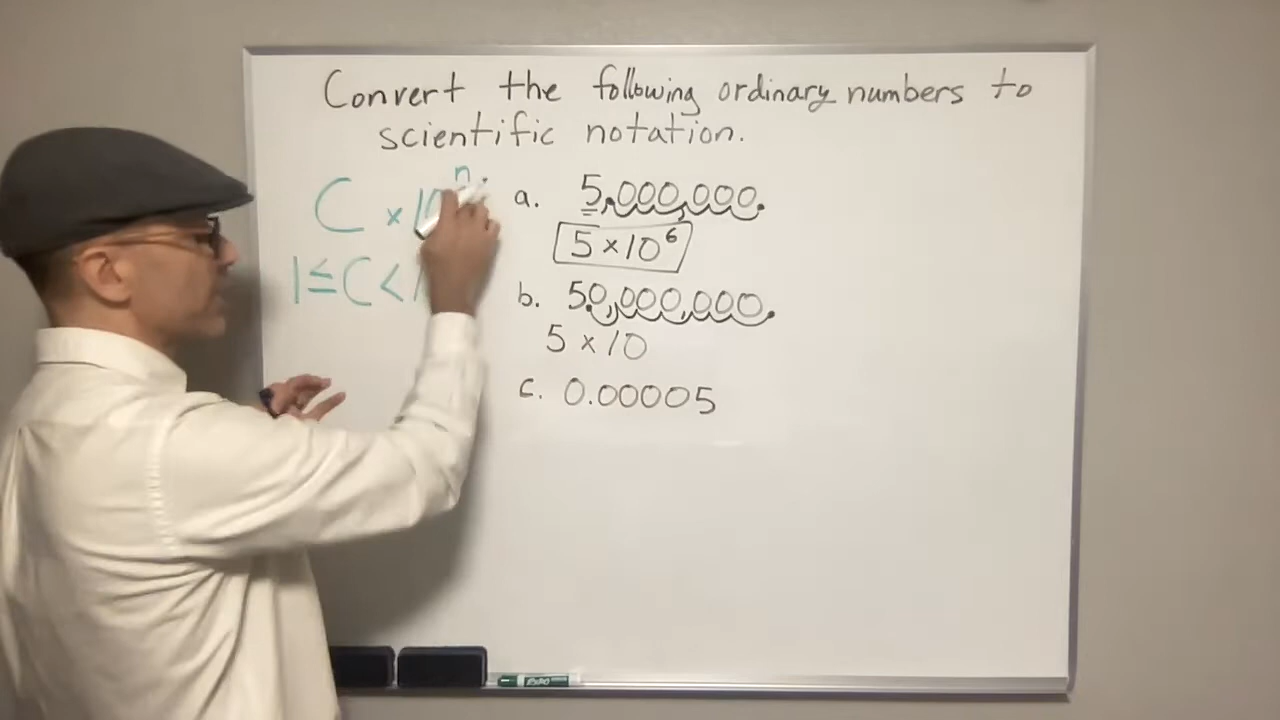 Convert the following ordinary numbers to
scientific notation.
C × 10ⁿ
1 ≤ C < 1
a. 5,000,000.
5 × 10⁶
b. 50,000,000.
5 × 10
c. 0.00005
EXPO